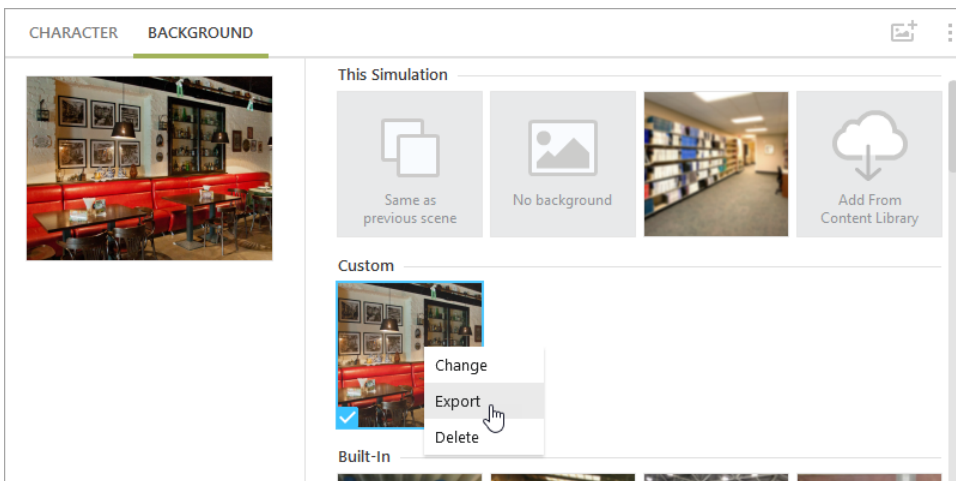 CHARACTER BACKGROUND
This Simulation
Same as
previous scene
No background
Add From
Content Library
Custom
Change
Export
Delete
Built-In